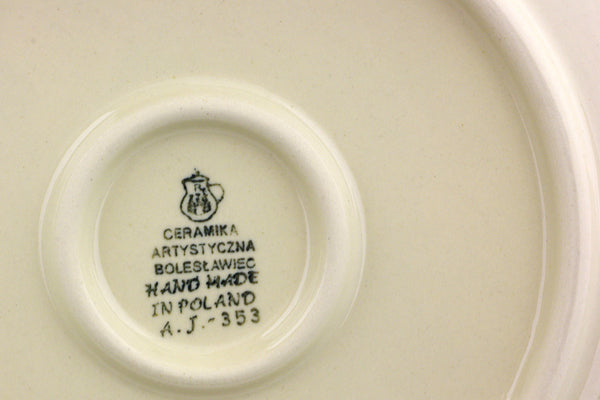 CERAMIKA
ARTYSTYCZNA
BOLESŁAWIEC
HAND MADE
IN POLAND
A.J.-353